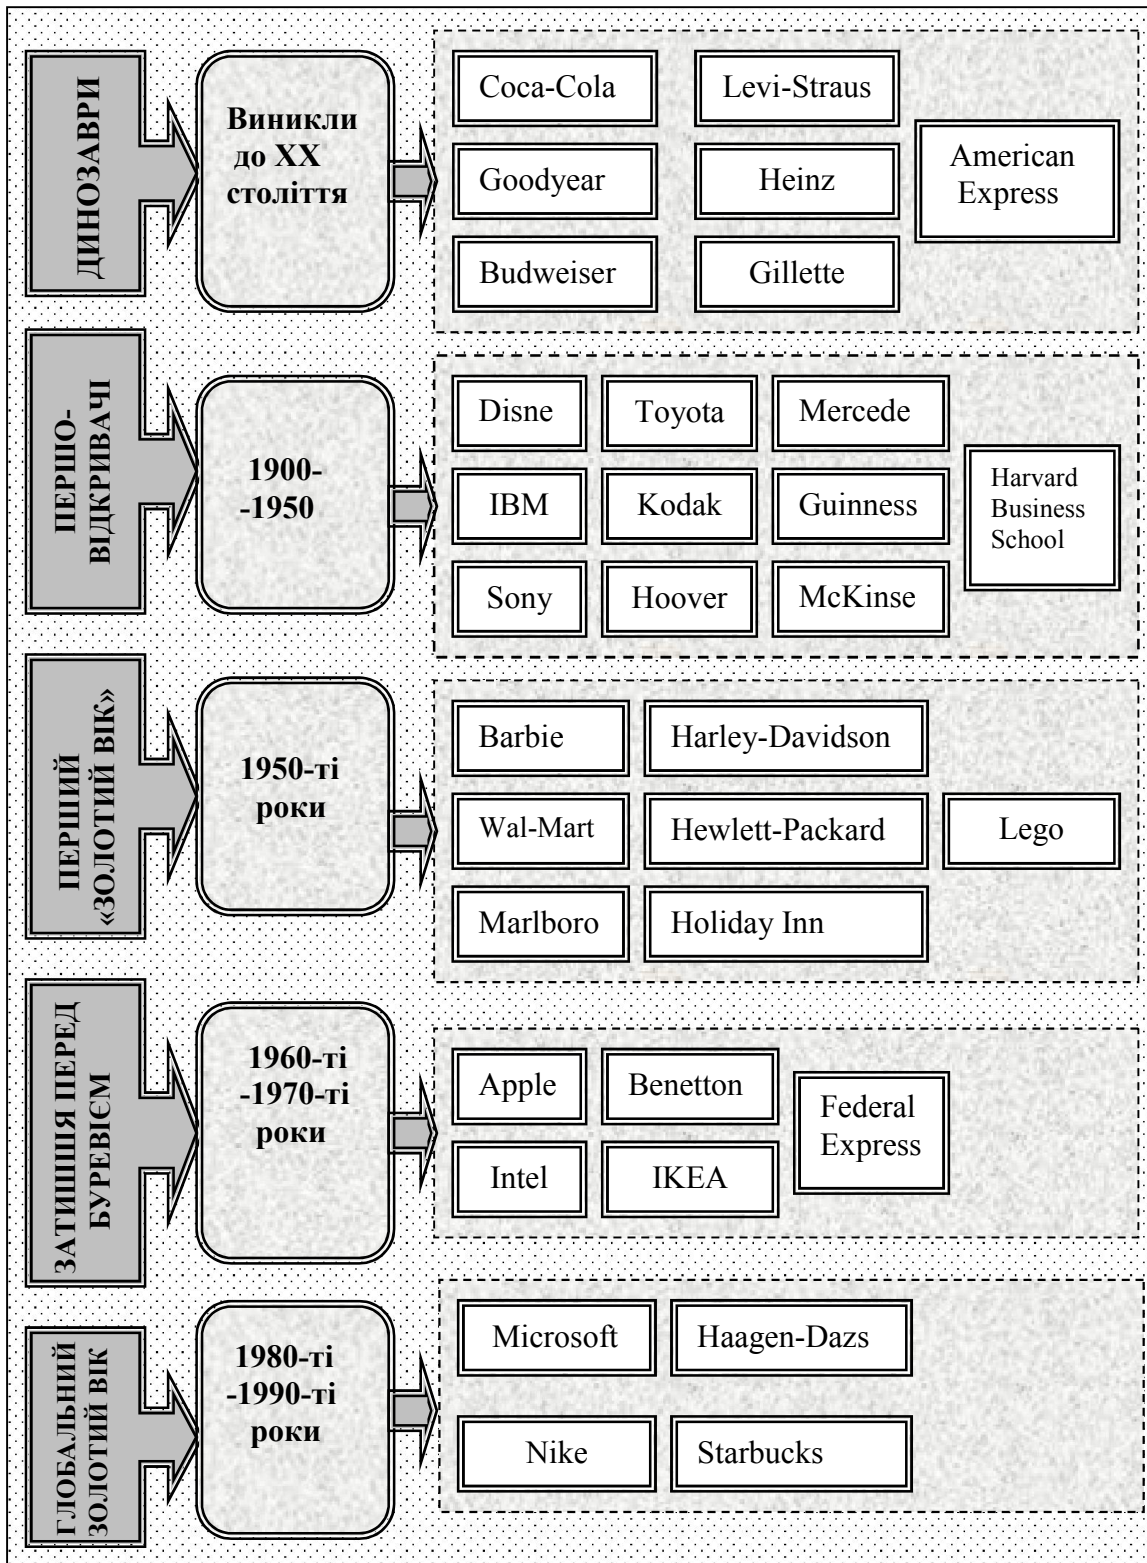 ДИНОЗАВРИ
Виникли
до ХХ
століття
Coca-Cola
Levi-Straus
Goodyear
Heinz
American
Express
Budweiser
Gillette
ПЕРШО-
ВІДКРИВАЧІ
1900-
-1950
Disne
Toyota
Mercede
IBM
Kodak
Guinness
Harvard
Business
School
Sony
Hoover
McKinse
ПЕРШИЙ
«ЗОЛОТИЙ ВІК»
1950-ті
роки
Barbie
Harley-Davidson
Wal-Mart
Hewlett-Packard
Lego
Marlboro
Holiday Inn
ЗАТИШШЯ ПЕРЕД
БУРЕВІЄМ
1960-ті
-1970-ті
роки
Apple
Benetton
Federal
Express
Intel
IKEA
ГЛОБАЛЬНИЙ
ЗОЛОТИЙ ВІК
1980-ті
-1990-ті
роки
Microsoft
Haagen-Dazs
Nike
Starbucks